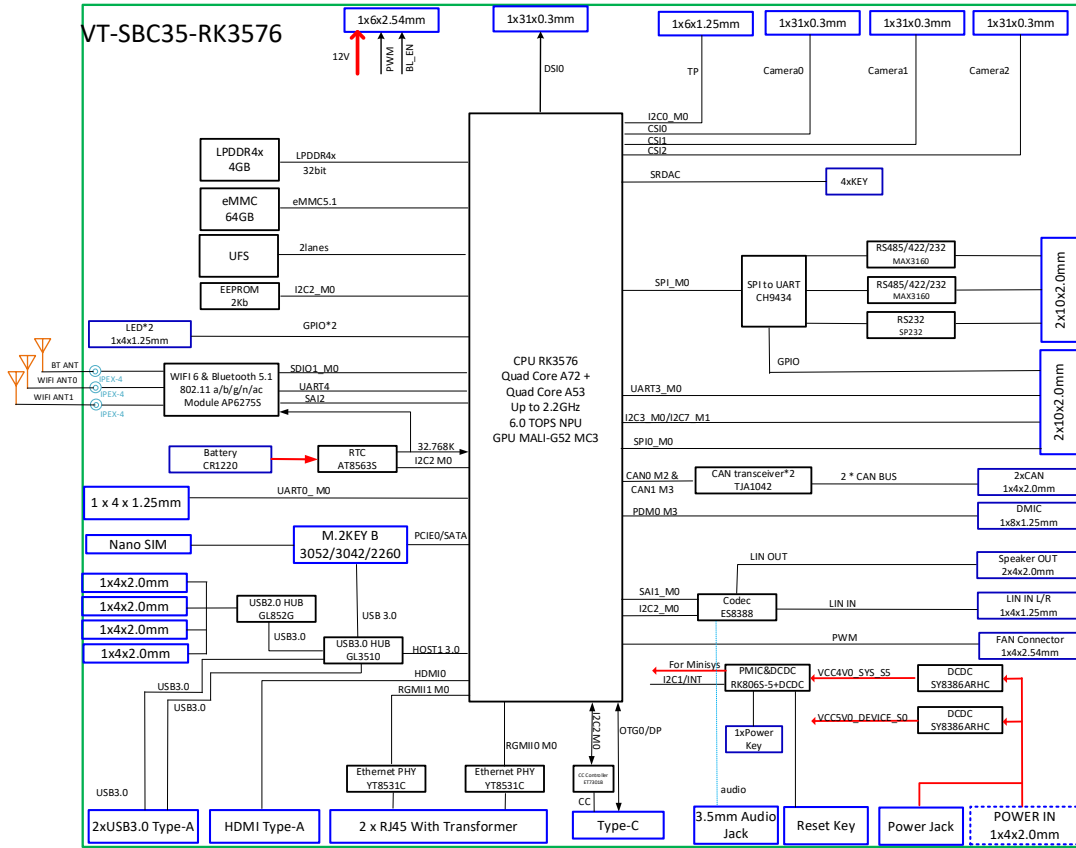 VT-SBC35-RK3576
1x6x2.54mm
1x31x0.3mm
1x6x1.25mm
1x31x0.3mm
1x31x0.3mm
1x31x0.3mm
12V
PWM
BL_EN
DSI0
TP
Camera0
Camera1
Camera2
I2C0_M0
CSI0
CSI1
CSI2
LPDDR4x
4GB
LPDDR4x
32bit
SRDAC
4xKEY
eMMC
64GB
eMMC5.1
UFS
2lanes
EEPROM
2Kb
I2C2_M0
SPI_M0
SPI to UART
CH9434
RS485/422/232
MAX3160
RS485/422/232
MAX3160
RS232
SP232
2x10x2.0mm
LED*2
1x4x1.25mm
GPIO*2
GPIO
BT ANT
WIFI ANT0
WIFI ANT1
IPEX-4
IPEX-4
IPEX-4
WIFI 6 & Bluetooth 5.1
802.11 a/b/g/n/ac
Module AP6275S
SDIO1_M0
UART4
SAI2
CPU RK3576
Quad Core A72 +
Quad Core A53
Up to 2.2GHz
6.0 TOPS NPU
GPU MALI-G52 MC3
UART3_M0
I2C3_M0/I2C7_M1
SPI0_M0
2x10x2.0mm
Battery
CR1220
RTC
AT8563S
32.768K
I2C2 M0
CAN0 M2 &
CAN1 M3
CAN transceiver*2
TJA1042
2 * CAN BUS
2xCAN
1x4x2.0mm
1 x 4 x 1.25mm
UART0_ M0
PDM0 M3
DMIC
1x8x1.25mm
Nano SIM
M.2KEY B
3052/3042/2260
PCIE0/SATA
LIN OUT
Speaker OUT
2x4x2.0mm
1x4x2.0mm
1x4x2.0mm
1x4x2.0mm
1x4x2.0mm
USB2.0 HUB
GL852G
USB 3.0
USB3.0
USB3.0 HUB
GL3510
HOST1 3.0
SAI1_M0
I2C2_M0
Codec
ES8388
LIN IN
LIN IN L/R
1x4x1.25mm
PWM
FAN Connector
1x4x2.54mm
For Minisys
I2C1/INT
PMIC&DCDC
RK806S-5+DCDC
VCC4V0_SYS_S5
DCDC
SY8386ARHC
VCC5V0_DEVICE_S0
DCDC
SY8386ARHC
1xPower
Key
USB3.0
USB3.0
HDMI0
RGMII1 M0
RGMII0 M0
I2C2 M0
OTG0/DP
Ethernet PHY
YT8531C
Ethernet PHY
YT8531C
CC Controller
ET7301B
CC
USB3.0
audio
2xUSB3.0 Type-A
HDMI Type-A
2 x RJ45 With Transformer
Type-C
3.5mm Audio
Jack
Reset Key
Power Jack
POWER IN
1x4x2.0mm